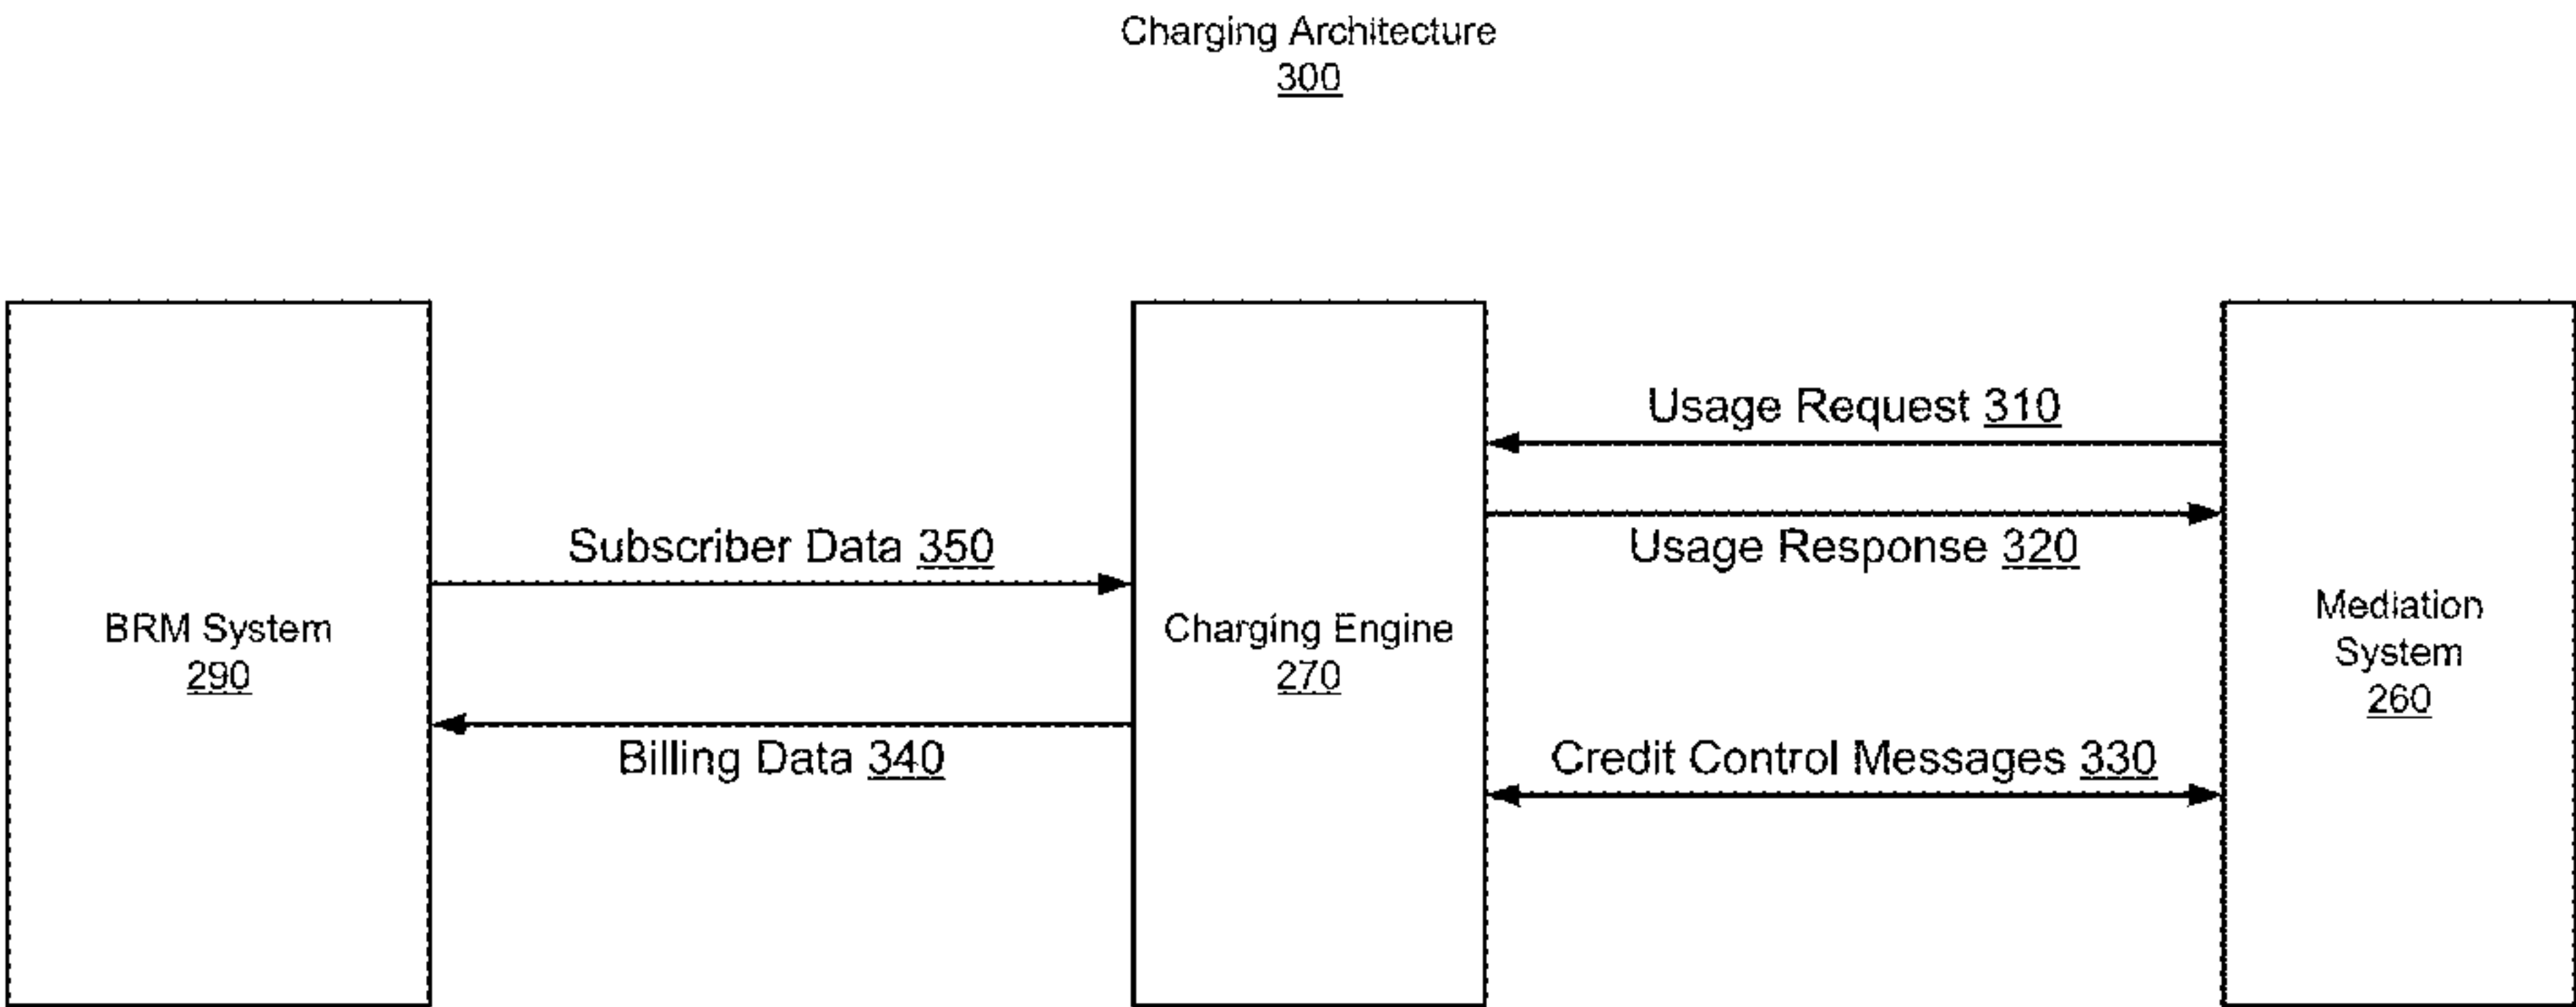 Charging Architecture
300
Usage Request 310
Subscriber Data 350
Usage Response 320
BRM System
290
Charging Engine
270
Mediation
System
260
Billing Data 340
Credit Control Messages 330